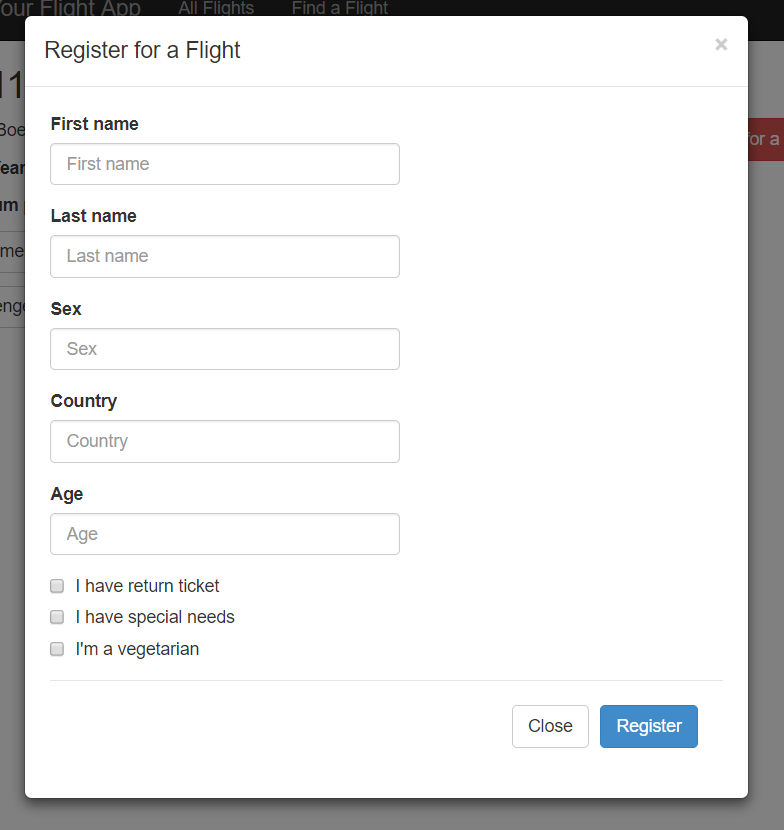 our Flight App All Flights Find a Flight
Register for a Flight ×
11
First name
Boe
for a
First name
Last name
um
Last name
me
Sex
enge
Sex
Country
Country
Age
Age
I have return ticket
I have special needs
I'm a vegetarian
Close Register